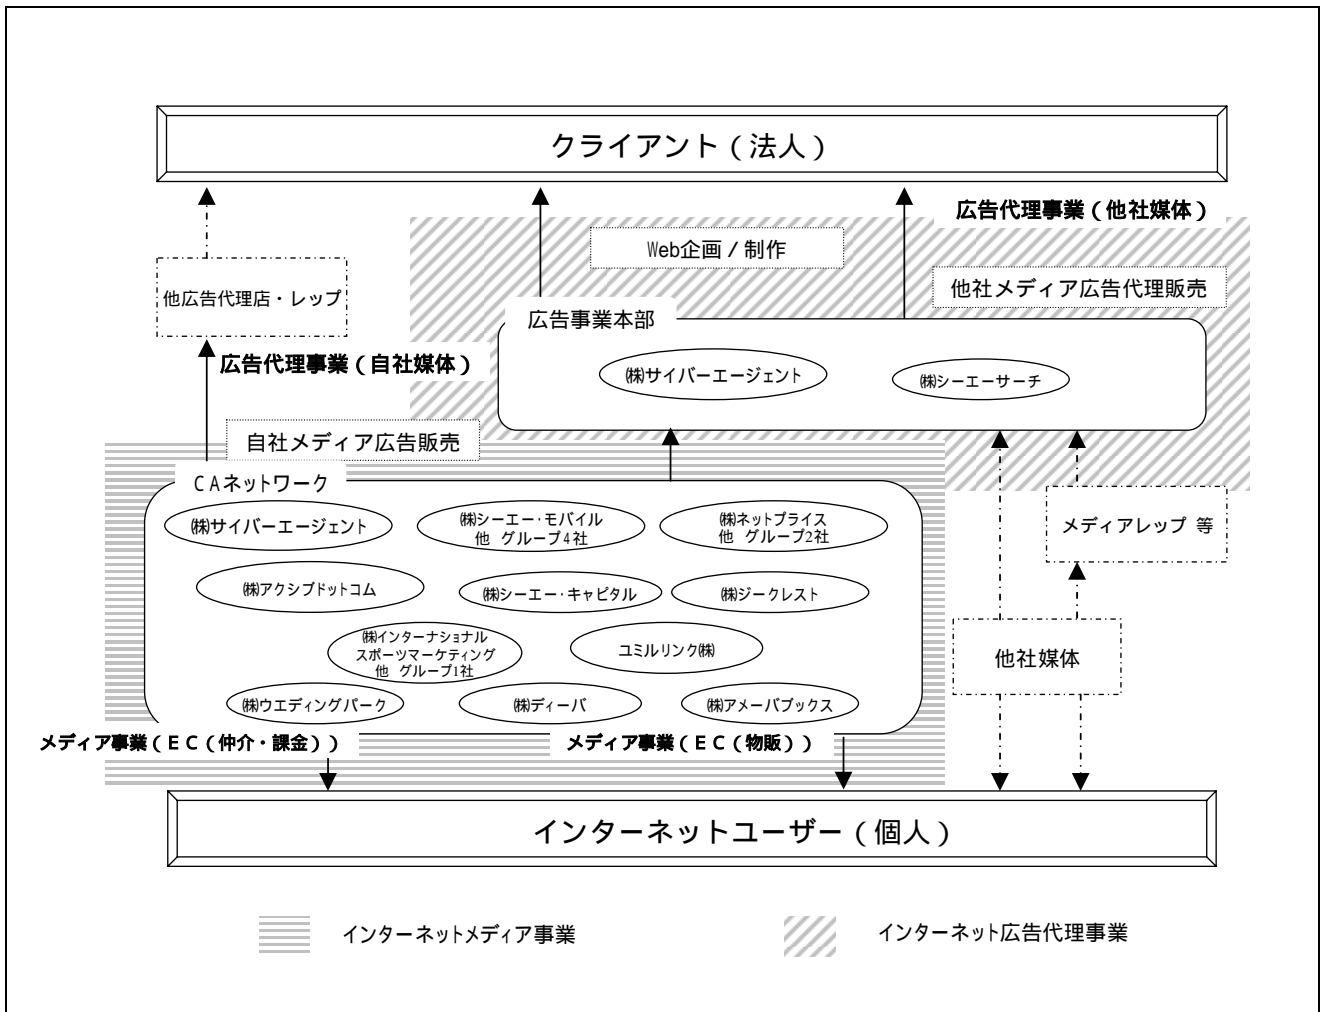 クライアント（法人）
広告代理事業（他社媒体）
Web企画 / 制作
他広告代理店・レップ
他社メディア広告代理販売
広告事業本部
広告代理事業（自社媒体）
㈱サイバーエージェント
㈱シーエーサーチ
自社メディア広告販売
CAネットワーク
㈱サイバーエージェント
㈱シーエー・モバイル
他 グループ4社
㈱ネットプライス
他 グループ2社
メディアレップ 等
㈱アクシブドットコム
㈱シーエー・キャピタル
㈱ジークレスト
㈱インターナショナル
スポーツマーケティング
他 グループ1社
ユミルリンク㈱
他社媒体
㈱ウエディングパーク
㈱ディーバ
㈱アメーバブックス
メディア事業（EC（仲介・課金））
メディア事業（EC（物販））
インターネットユーザー（個人）
インターネットメディア事業
インターネット広告代理事業